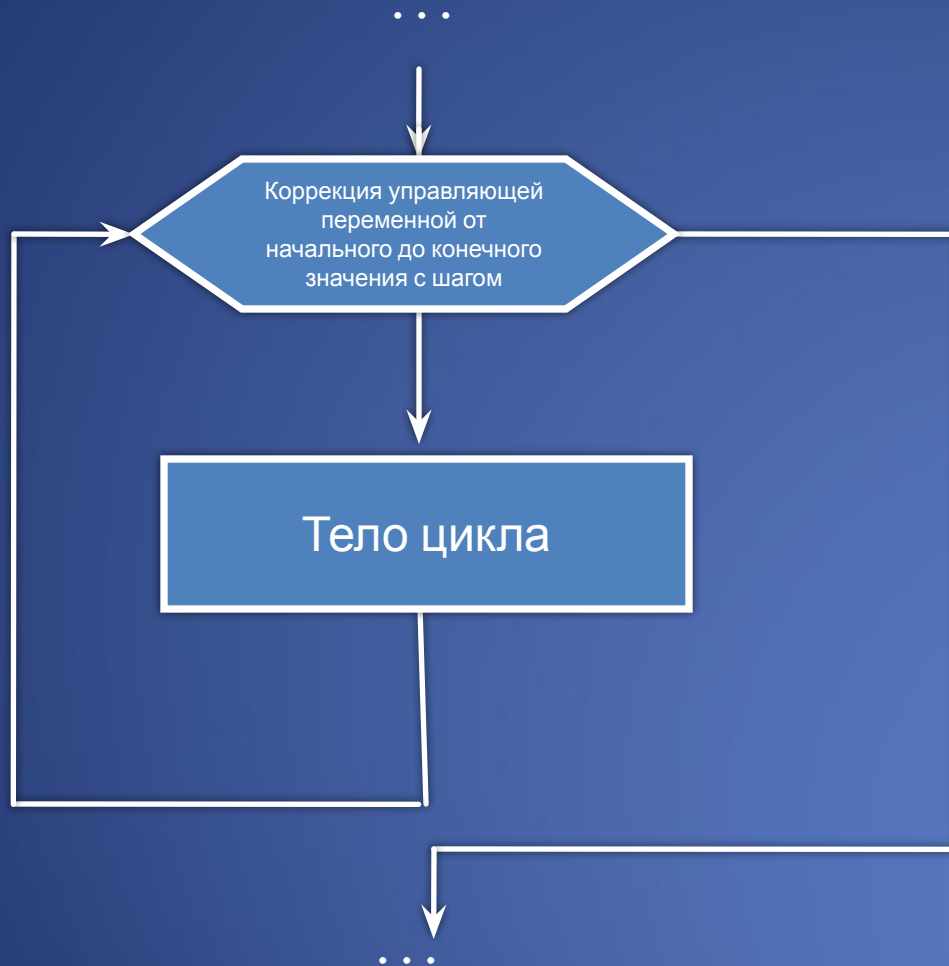 . . .
Коррекция управляющей
переменной от
начального до конечного
значения с шагом
Тело цикла
. . .